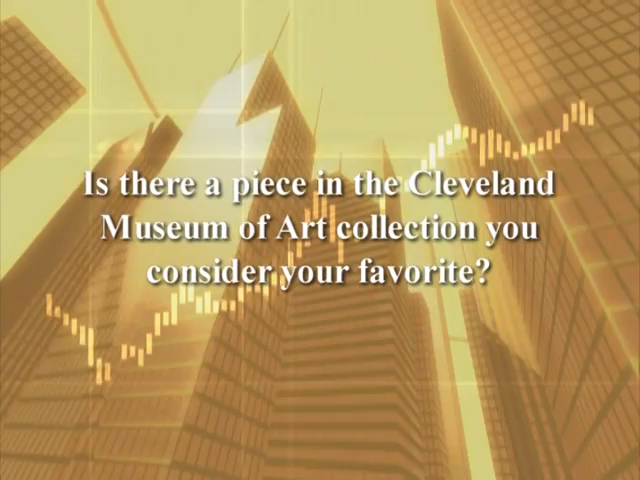 Is there a piece in the Cleveland
Museum of Art collection you
consider your favorite?